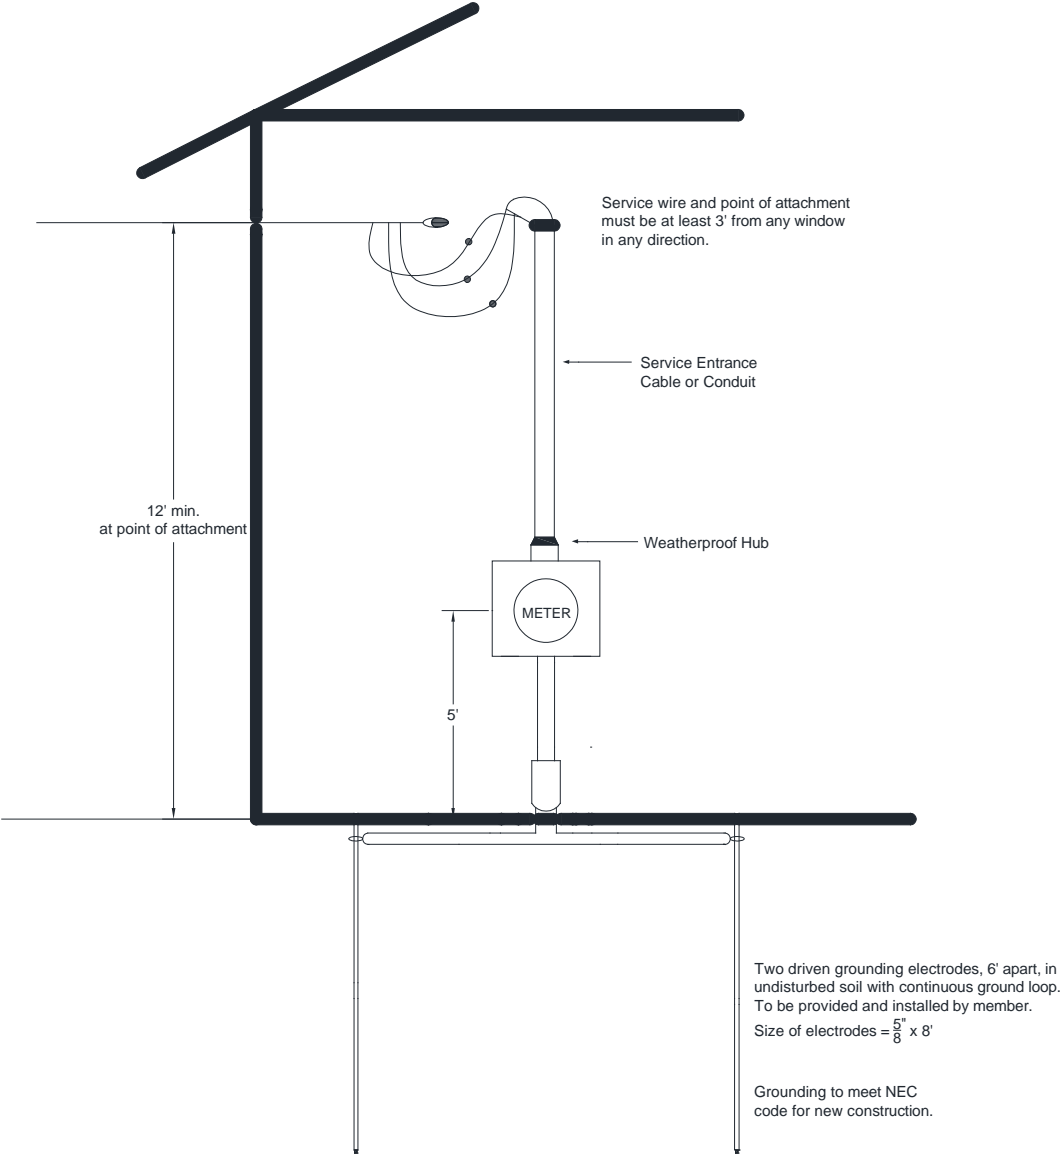 Service wire and point of attachment
must be at least 3' from any window
in any direction.
Service Entrance
Cable or Conduit
12' min.
at point of attachment
Weatherproof Hub
METER
5'
Two driven grounding electrodes, 6' apart, in
undisturbed soil with continuous ground loop.
To be provided and installed by member.
Size of electrodes = 5/8" x 8'
Grounding to meet NEC
code for new construction.